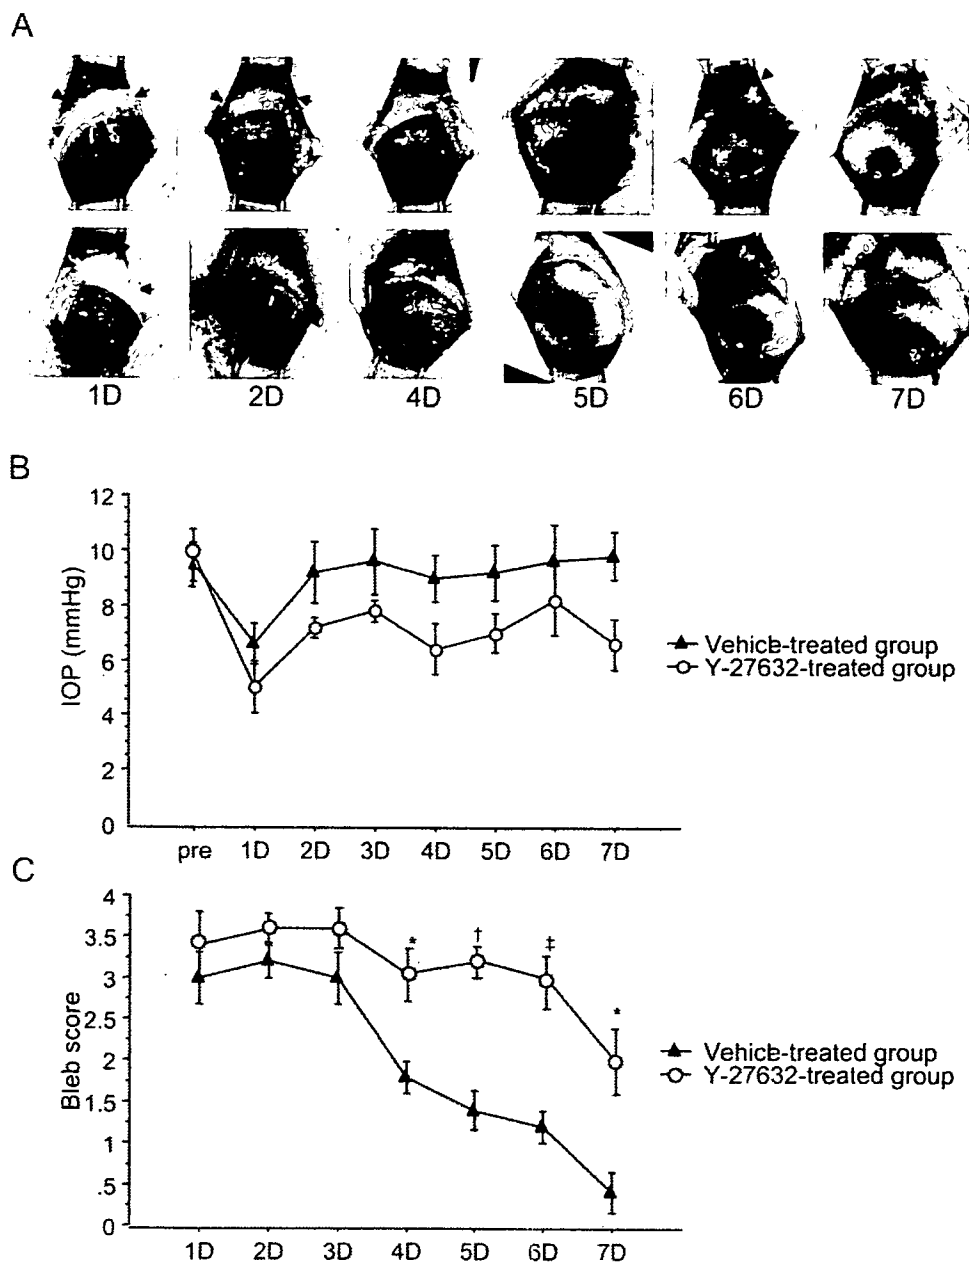 A
1D 2D 4D 5D 6D 7D
B
12
10
8
6
4
2
0
IOP (mmHg)
pre 1D 2D 3D 4D 5D 6D 7D
Vehicle-treated group
Y-27632-treated group
C
4
3.5
3
2.5
2
1.5
1
.5
0
Bleb score
* † ‡ *
1D 2D 3D 4D 5D 6D 7D
Vehicle-treated group
Y-27632-treated group